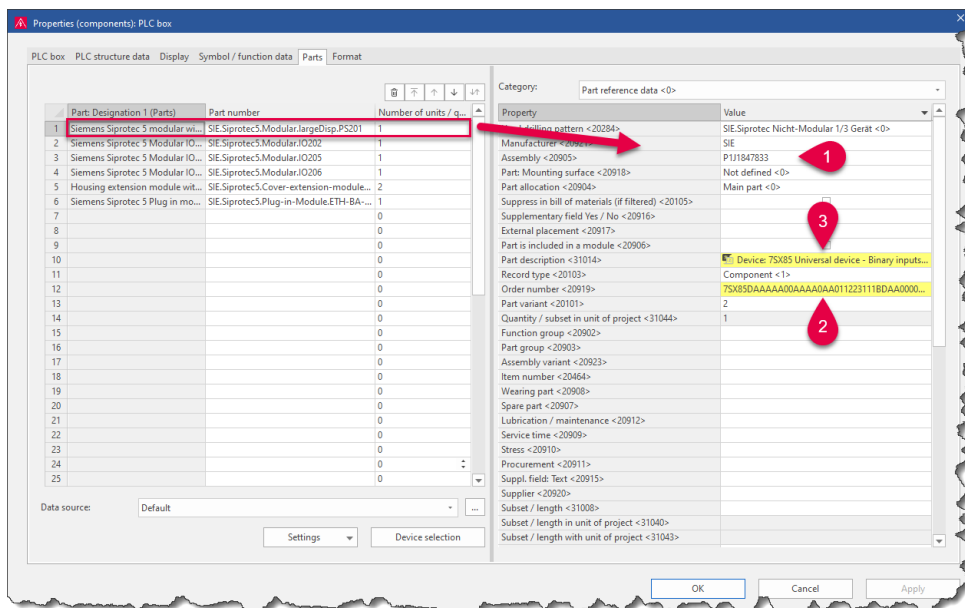 Properties (components): PLC box
PLC box PLC structure data Display Symbol / function data Parts Format
Category: Part reference data <0>
Part: Designation 1 (Parts) Part number Number of units / q...
1 Siemens Siprotec 5 modular wi... SIE.Siprotec5.Modular.largeDisp.PS201 1
2 Siemens Siprotec 5 Modular IO... SIE.Siprotec5.Modular.IO202 1
3 Siemens Siprotec 5 Modular IO... SIE.Siprotec5.Modular.IO205 1
4 Siemens Siprotec 5 Modular IO... SIE.Siprotec5.Modular.IO206 1
5 Housing extension module wit... SIE.Siprotec5.Cover-extension-module... 2
6 Siemens Siprotec 5 Plug in mo... SIE.Siprotec5.Plug-in-Module.ETH-BA-... 1
7 0
8 0
9 0
10 0
11 0
12 0
13 0
14 0
15 0
16 0
17 0
18 0
19 0
20 0
21 0
22 0
23 0
24 0
25 0
Data source: Default ...
Settings Device selection
Property Value
drilling pattern <20284> SIE.Siprotec Nicht-Modular 1/3 Gerät <0>
Manufacturer SIE
Assembly <20905> P1J1847833
1
Part: Mounting surface <20918> Not defined <0>
Part allocation <20904> Main part <0>
Suppress in bill of materials (if filtered) <20105>
Supplementary field Yes / No <20916>
3
External placement <20917>
Part is included in a module <20906>
Part description <31014> Device: 7SX85 Universal device - Binary inputs...
Record type <20103> Component <1>
Order number <20919> 7SX85DAAAAA00AAAA0AA011223111BDAA0000...
Part variant <20101> 2
Quantity / subset in unit of project <31044> 1
2
Function group <20902>
Part group <20903>
Assembly variant <20923>
Item number <20464>
Wearing part <20908>
Spare part <20907>
Lubrication / maintenance <20912>
Service time <20909>
Stress <20910>
Procurement <20911>
Suppl. field: Text <20915>
Supplier <20920>
Subset / length <31008>
Subset / length in unit of project <31040>
Subset / length with unit of project <31043>
OK Cancel Apply